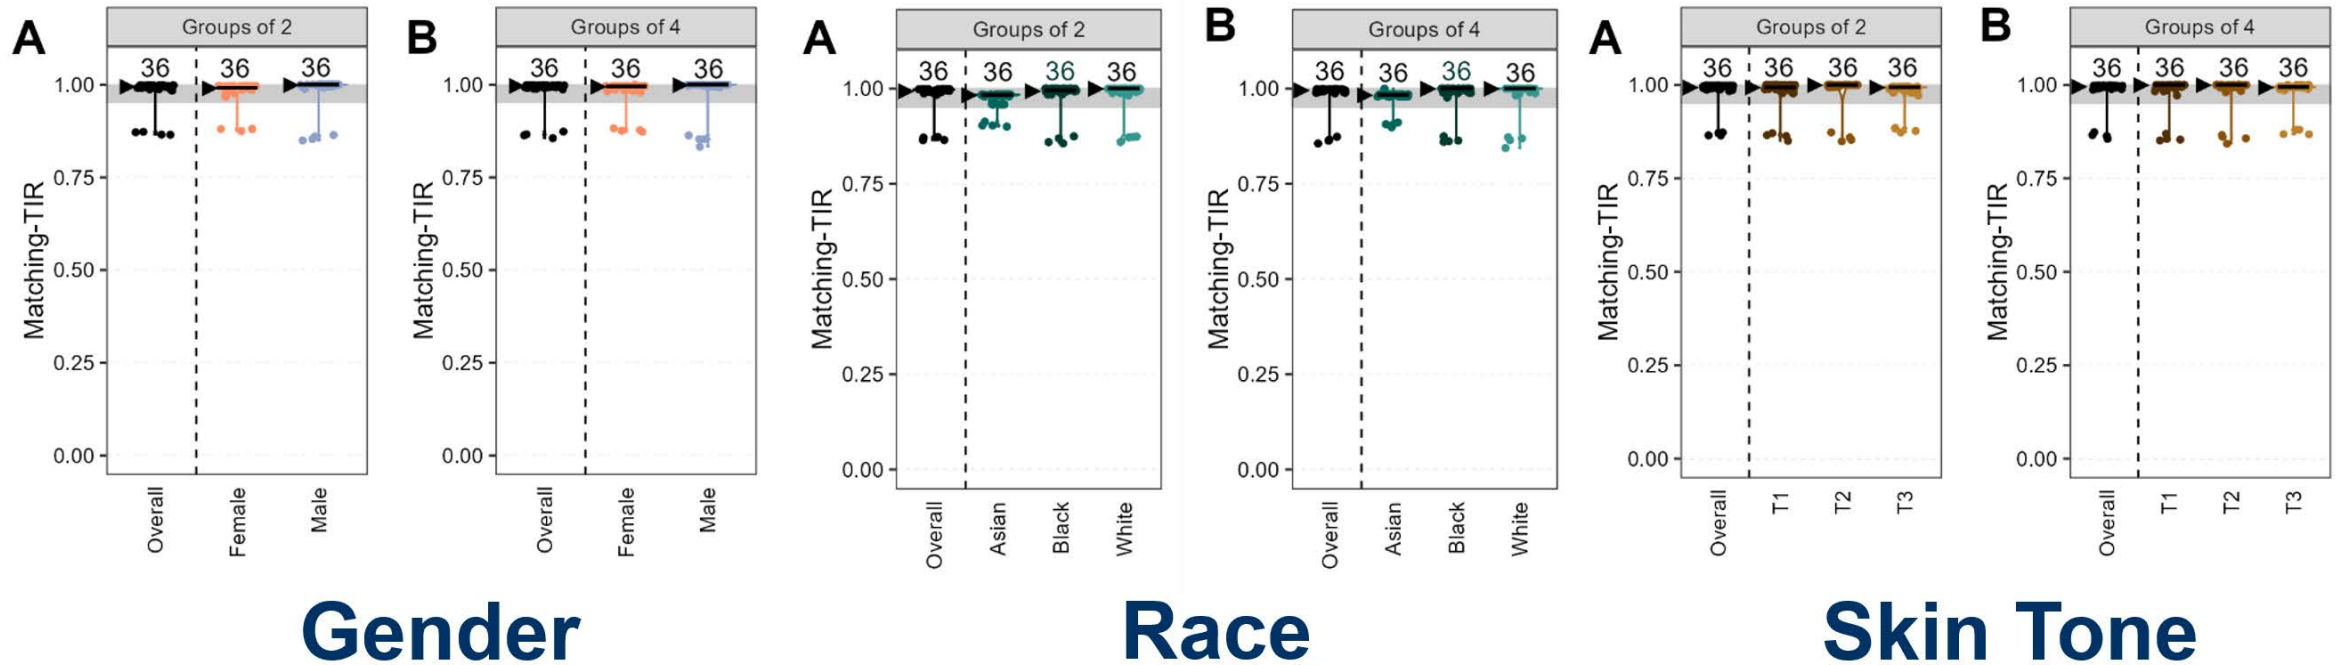 A
Groups of 2
36 36 36
1.00
0.75
0.50
0.25
0.00
Matching-TIR
Overall
Female
Male
B
Groups of 4
36 36 36
1.00
0.75
0.50
0.25
0.00
Matching-TIR
Overall
Female
Male
Gender
A
Groups of 2
36 36 36 36
1.00
0.75
0.50
0.25
0.00
Matching-TIR
Overall
Asian
Black
White
B
Groups of 4
36 36 36 36
1.00
0.75
0.50
0.25
0.00
Matching-TIR
Overall
Asian
Black
White
Race
A
Groups of 2
36 36 36 36
1.00
0.75
0.50
0.25
0.00
Matching-TIR
Overall
T1
T2
T3
B
Groups of 4
36 36 36 36
1.00
0.75
0.50
0.25
0.00
Matching-TIR
Overall
T1
T2
T3
Skin Tone